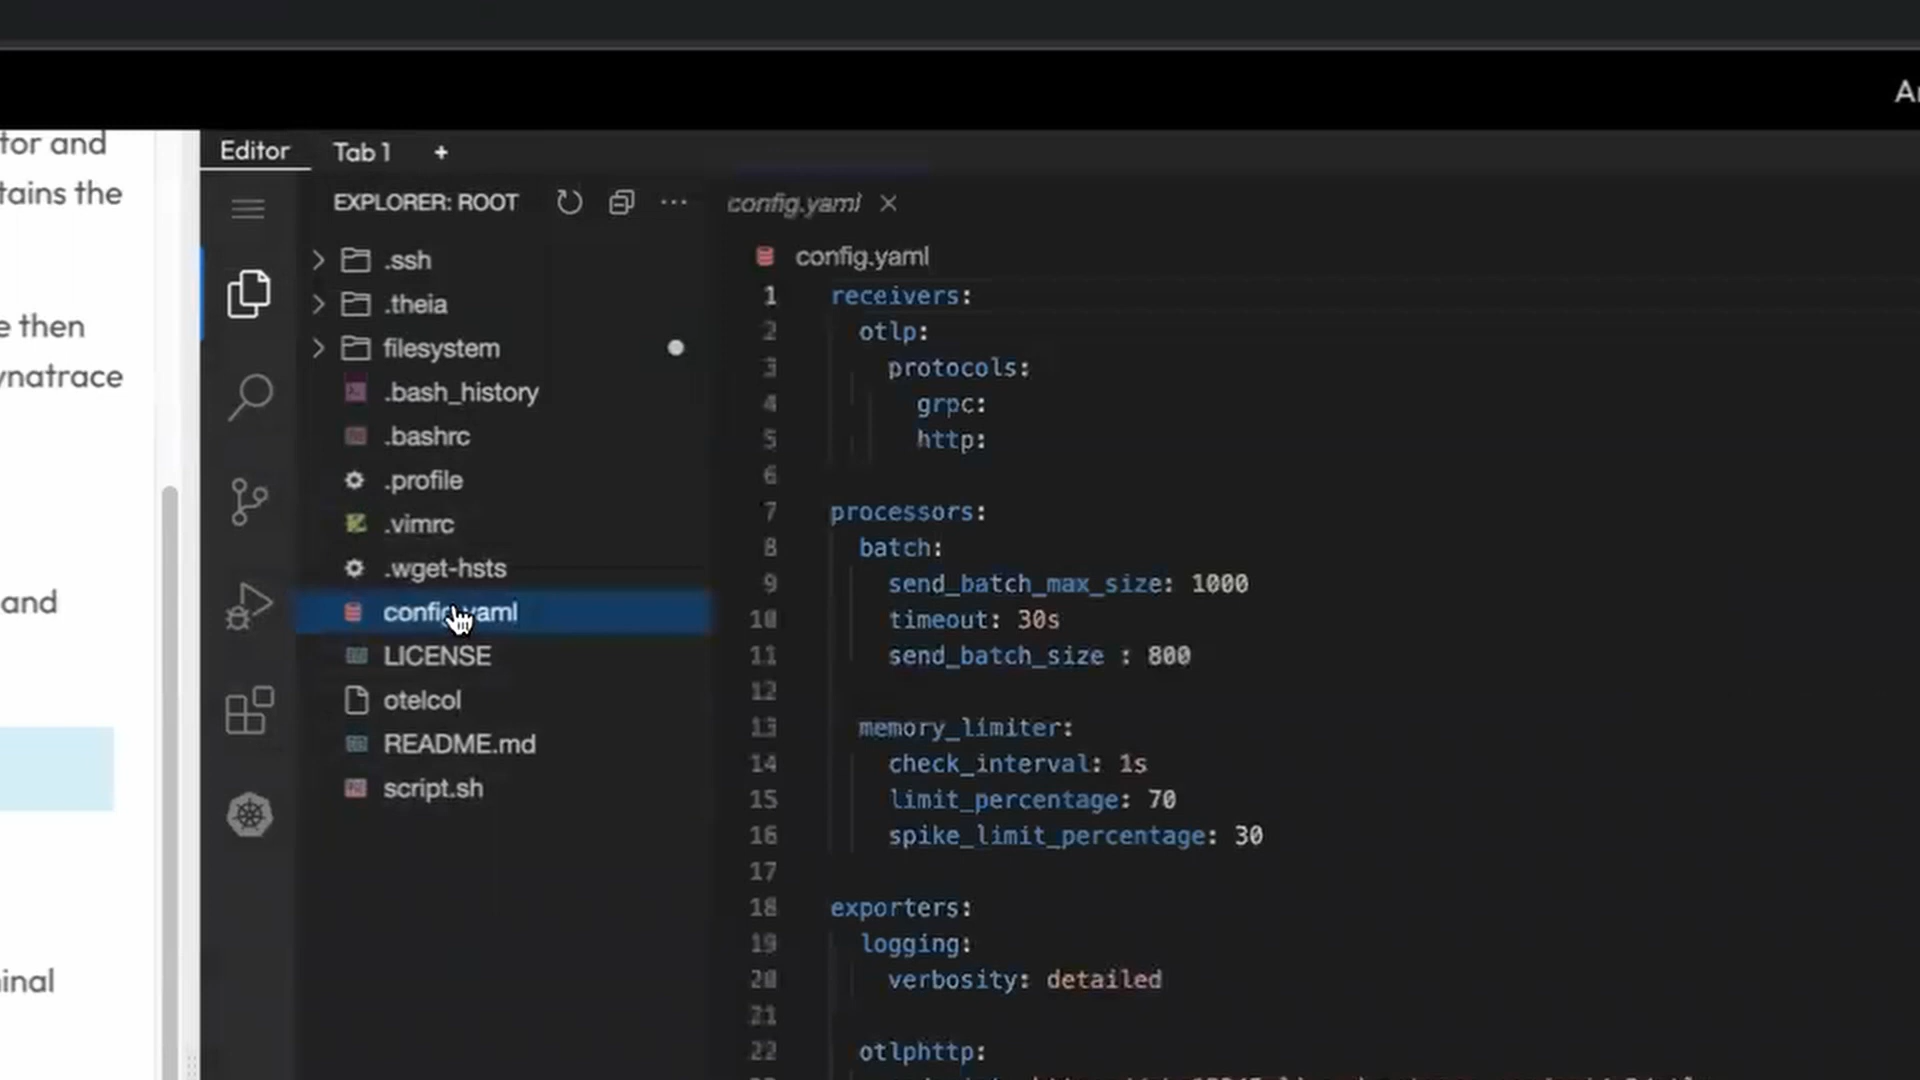 tor and
tains the
e then
ynatrace
and
inal
Editor
Tab 1
+
EXPLORER: ROOT
.ssh
.theia
filesystem
.bash_history
.bashrc
.profile
.vimrc
.wget-hsts
config.yaml
LICENSE
otelcol
README.md
script.sh
config.yaml
config.yaml
1 receivers:
2 otlp:
3 protocols:
4 grpc:
5 http:
6
7 processors:
8 batch:
9 send_batch_max_size: 1000
10 timeout: 30s
11 send_batch_size : 800
12
13 memory_limiter:
14 check_interval: 1s
15 limit_percentage: 70
16 spike_limit_percentage: 30
17
18 exporters:
19 logging:
20 verbosity: detailed
21
22 otlphttp: